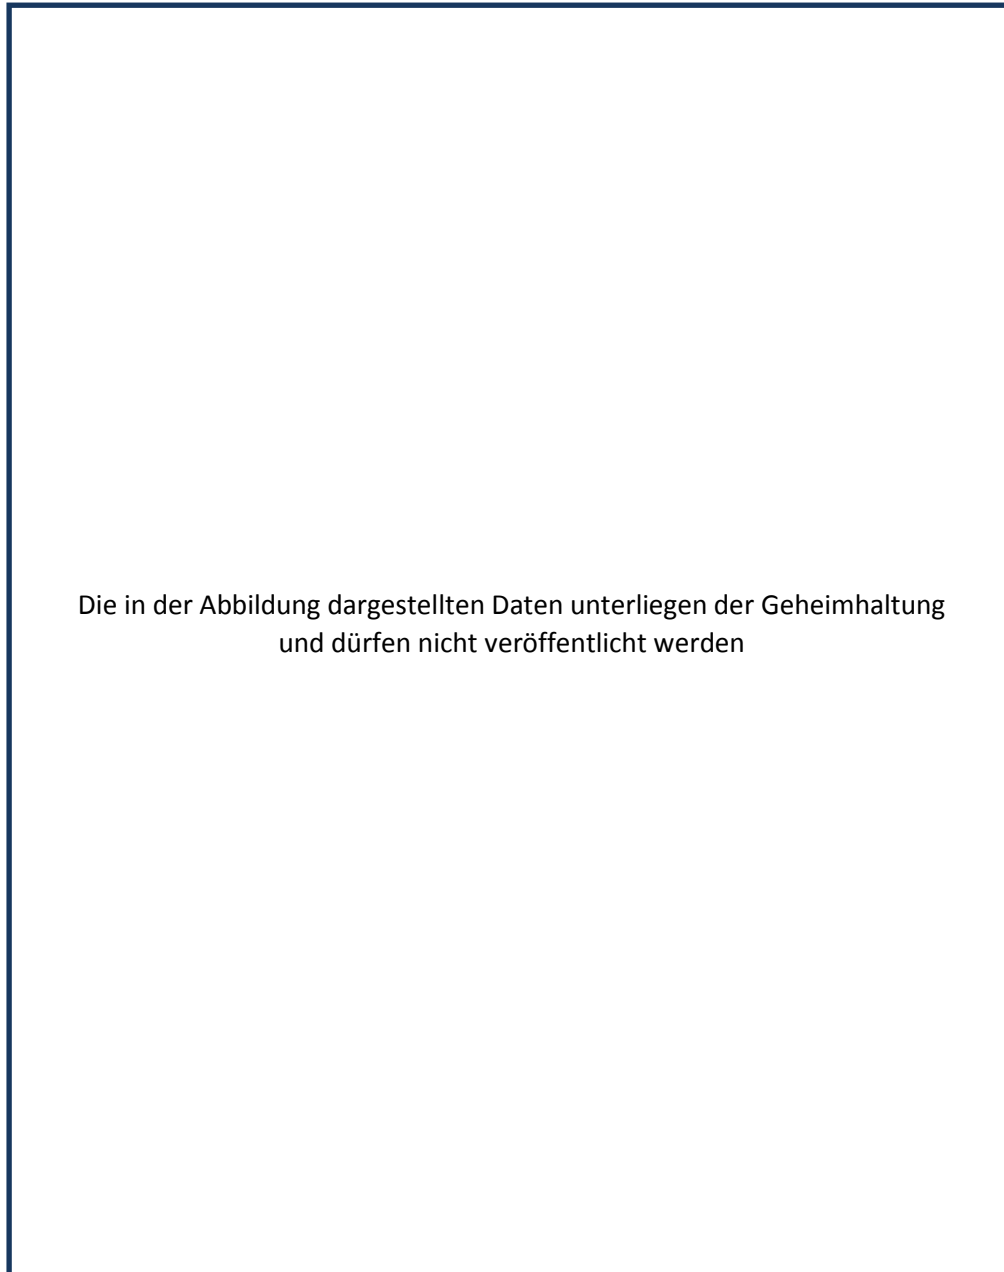 Die in der Abbildung dargestellten Daten unterliegen der Geheimhaltung
und dürfen nicht veröffentlicht werden